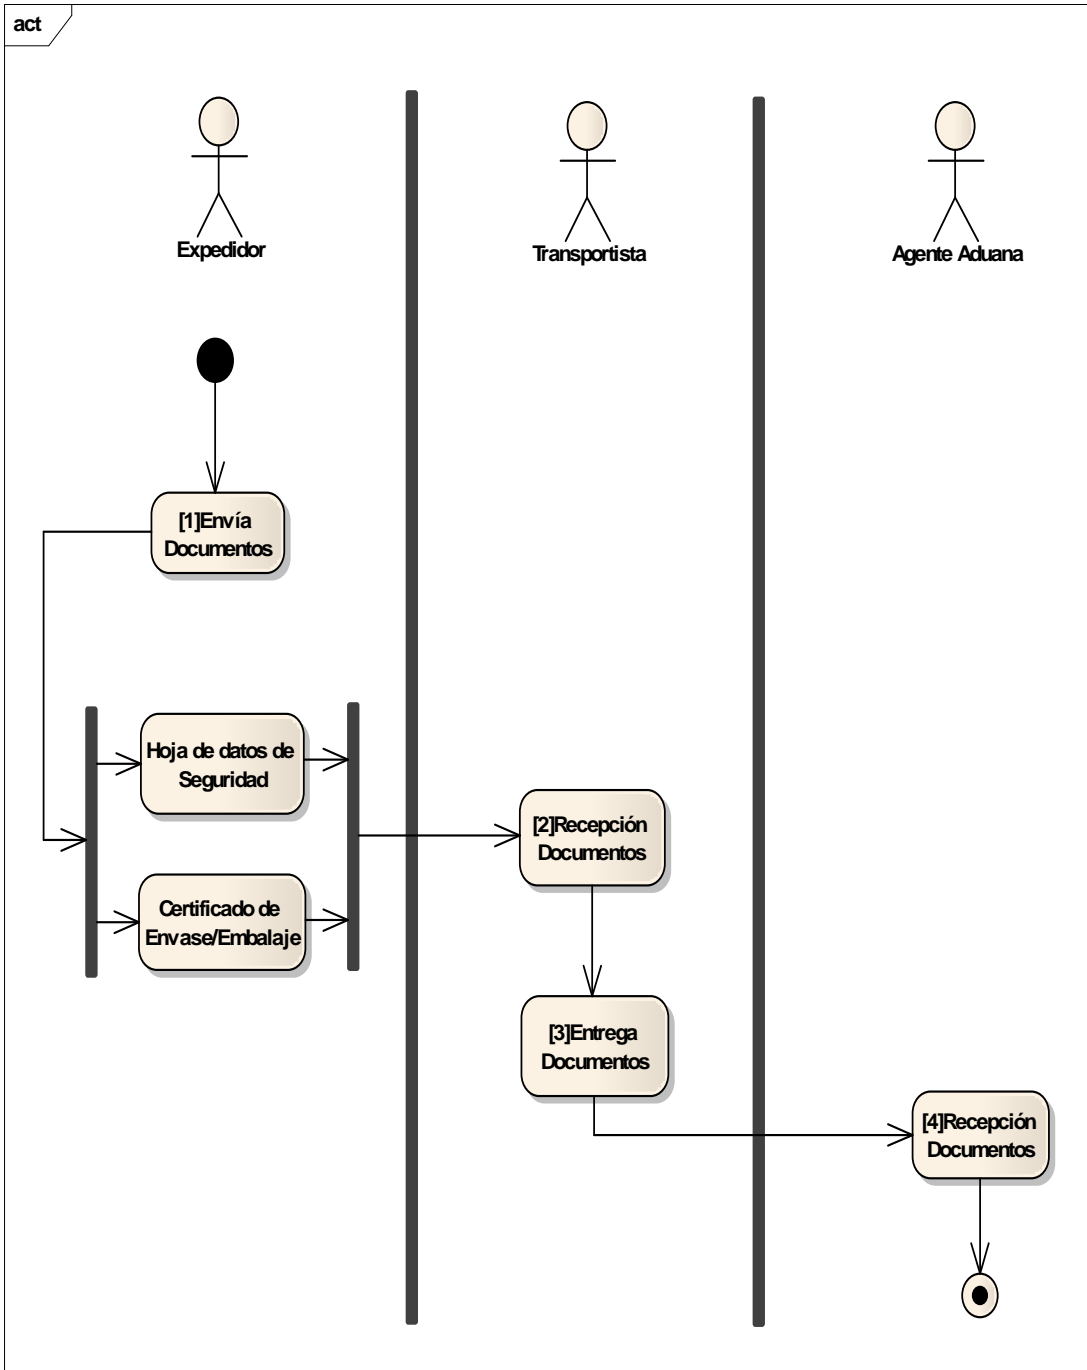 act
Expedidor
Transportista
Agente Aduana
[1]Envía
Documentos
Hoja de datos de
Seguridad
Certificado de
Envase/Embalaje
[2]Recepción
Documentos
[3]Entrega
Documentos
[4]Recepción
Documentos